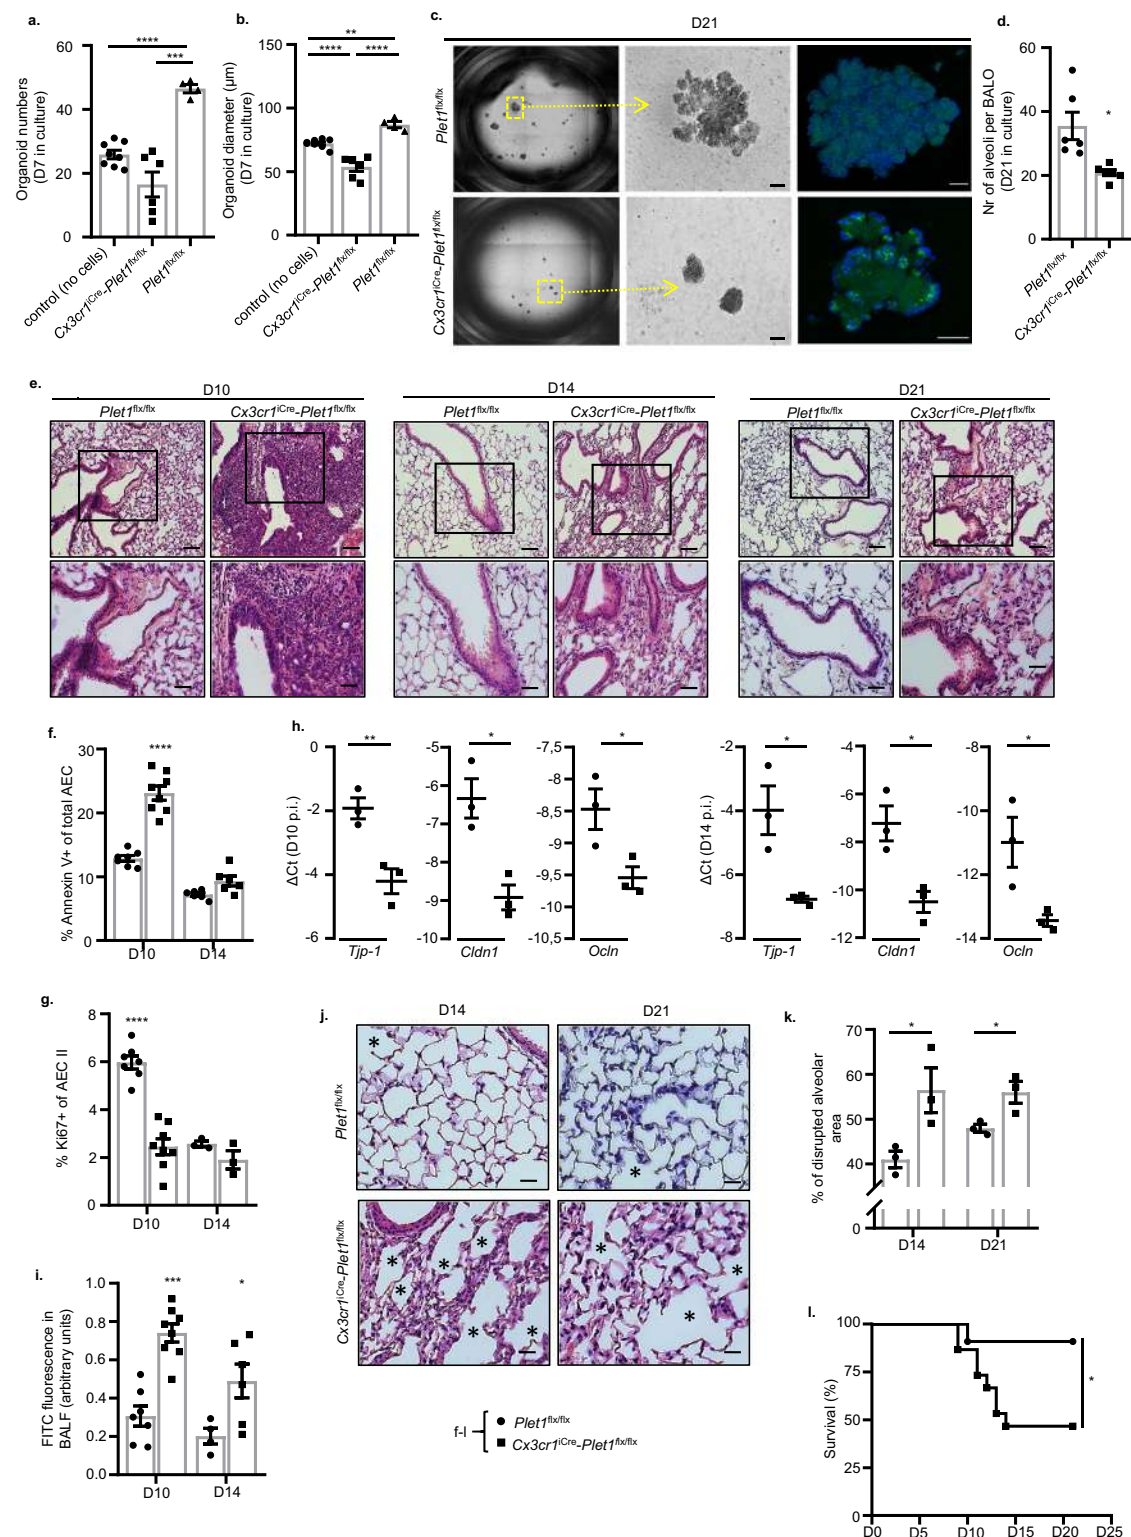 a.
****
***
60
40
20
0
Organoid numbers
(D7 in culture)
control (no cells)
Cx3cr1iCre-Plet1flx/flx
Plet1flx/flx
b.
**
**** ****
150
100
50
0
Organoid diameter (µm)
(D7 in culture)
control (no cells)
Cx3cr1iCre-Plet1flx/flx
Plet1flx/flx
c.
D21
Plet1flx/flx
Cx3cr1iCre-Plet1flx/flx
d.
60
40
20
0
*
Nr of alveoli per BALO
(D21 in culture)
Plet1flx/flx
Cx3cr1iCre-Plet1flx/flx
e.
D10 D14 D21
Plet1flx/flx Cx3cr1iCre-Plet1flx/flx Plet1flx/flx Cx3cr1iCre-Plet1flx/flx Plet1flx/flx Cx3cr1iCre-Plet1flx/flx
f.
****
30
20
10
0
% Annexin V+ of total AEC
D10 D14
h.
ΔCt (D10 p.i.)
0
-2
-4
-6
**
Tjp-1
-5
-6
-7
-8
-9
-10
*
Cldn1
-7,5
-8
-8,5
-9
-9,5
-10
-10,5
*
Ocln
ΔCt (D14 p.i.)
-2
-4
-6
-8
*
Tjp-1
-4
-6
-8
-10
-12
*
Cldn1
-8
-10
-12
-14
*
Ocln
g.
****
8
6
4
2
0
% Ki67+ of AEC II
D10 D14
i.
*** *
1.0
0.8
0.6
0.4
0.2
0.0
FITC fluorescence in
BALF (arbitrary units)
D10 D14
j.
D14 D21
Plet1flx/flx
Cx3cr1iCre-Plet1flx/flx
*
*
* * *
* * *
* *
*
f-l
Plet1flx/flx
Cx3cr1iCre-Plet1flx/flx
k.
* *
70
60
50
40
0
% of disrupted alveolar
area
D14 D21
l.
100
75
50
25
0
*
Survival (%)
D0 D5 D10 D15 D20 D25